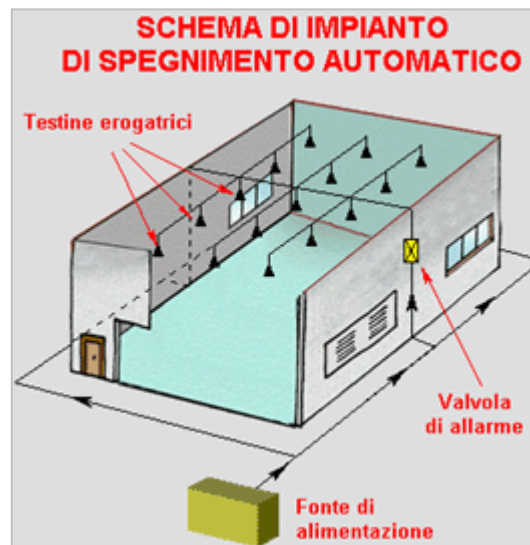 SCHEMA DI IMPIANTO
DI SPEGNIMENTO AUTOMATICO
Testine erogatrici
Valvola
di allarme
Fonte di
alimentazione